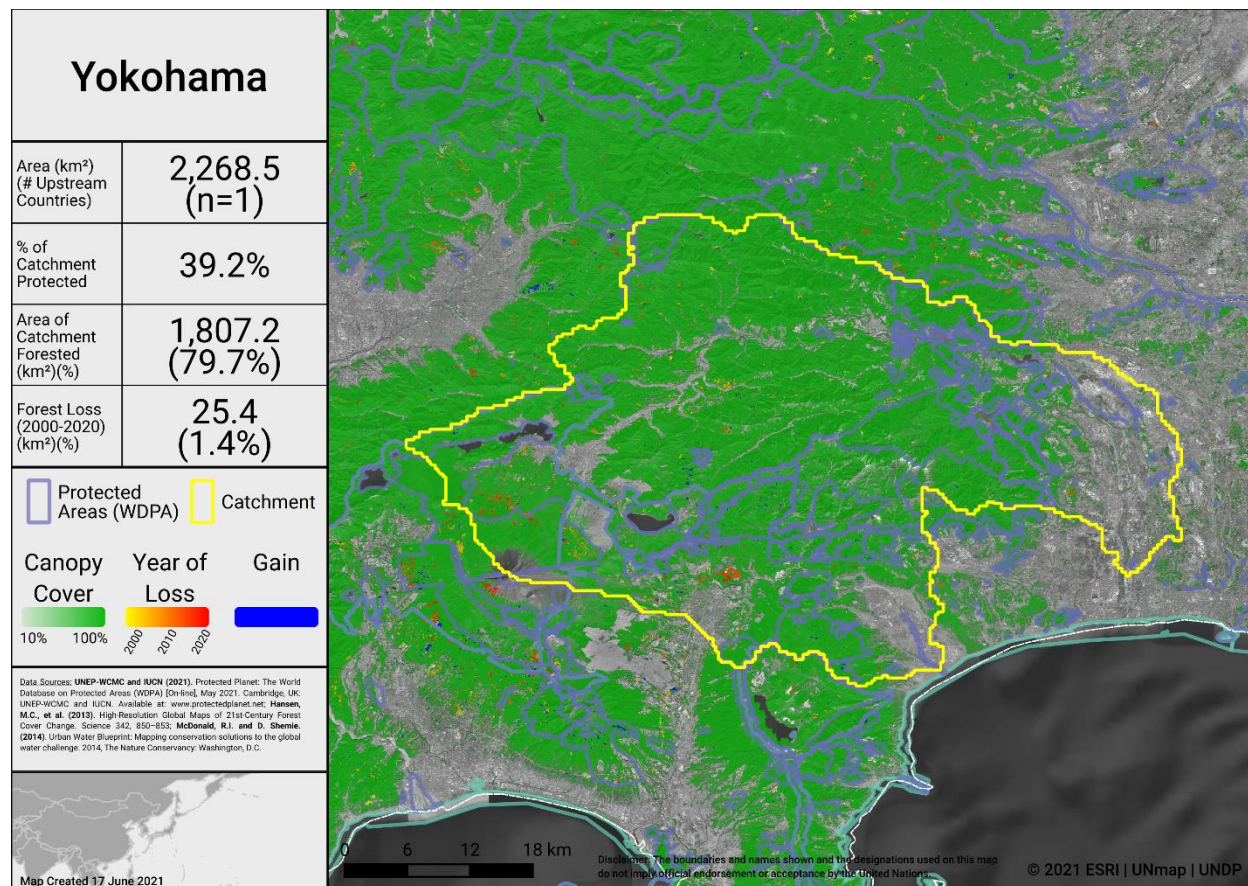 Yokohama
Area (km²)
(# Upstream
Countries)
2,268.5
(n=1)
% of
Catchment
Protected
39.2%
Area of
Catchment
Forested
(km²)(%)
1,807.2
(79.7%)
Forest Loss
(2000-2020)
(km²)(%)
25.4
(1.4%)
Protected
Areas (WDPA)
Catchment
Canopy
Cover
10% 100%
Year of
Loss
2000 2010 2020
Gain
Data Sources: UNEP-WCMC and IUCN (2021). Protected Planet: The World
Database on Protected Areas (WDPA) [On-line], May 2021. Cambridge, UK:
UNEP-WCMC and IUCN. Available at: www.protectedplanet.net; Hansen,
M.C., et al. (2013). High-Resolution Global Maps of 21st-Century Forest
Cover Change. Science 342, 850–853; McDonald, R.I. and D. Shemie,
(2014). Urban Water Blueprint: Mapping conservation solutions to the global
water challenge. 2014, The Nature Conservancy: Washington, D.C.
Map Created 17 June 2021
0 6 12 18 km
Disclaimer: The boundaries and names shown and the designations used on this map
do not imply official endorsement or acceptance by the United Nations.
© 2021 ESRI | UNmap | UNDP